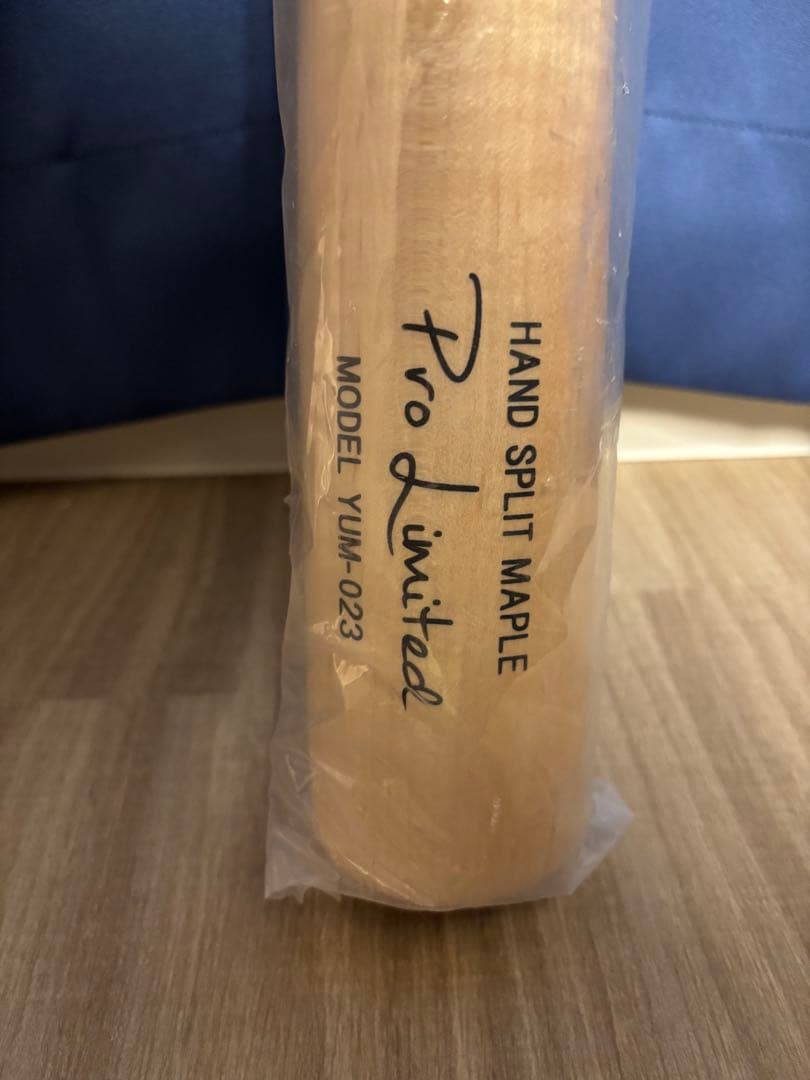 HAND SPLIT MAPLE
Pro Limited
MODEL YUM-023